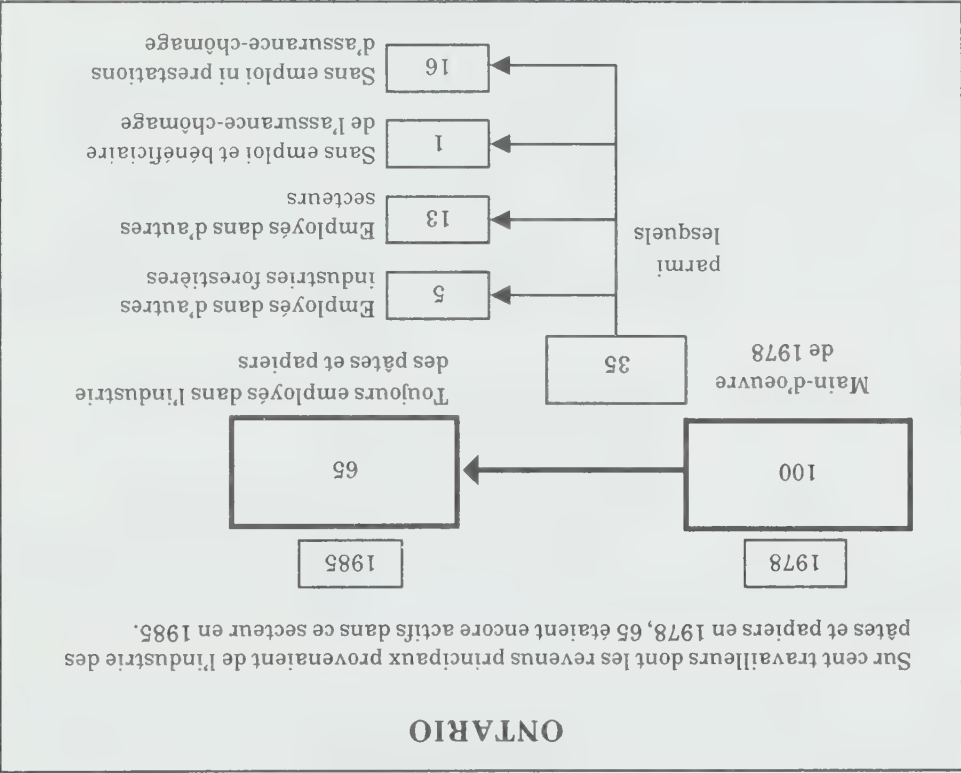 ONTARIO
Sur cent travailleurs dont les revenus principaux provenaient de l'industrie des
pâtes et papiers en 1978, 65 étaient encore actifs dans ce secteur en 1985.
1978
1985
100
65
Main-d'oeuvre
de 1978
Toujours employés dans l'industrie
des pâtes et papiers
35
parmi
lesquels
5
Employés dans d'autres
industries forestières
13
Employés dans d'autres
secteurs
1
Sans emploi et bénéficiaire
de l'assurance-chômage
16
Sans emploi ni prestations
d'assurance-chômage